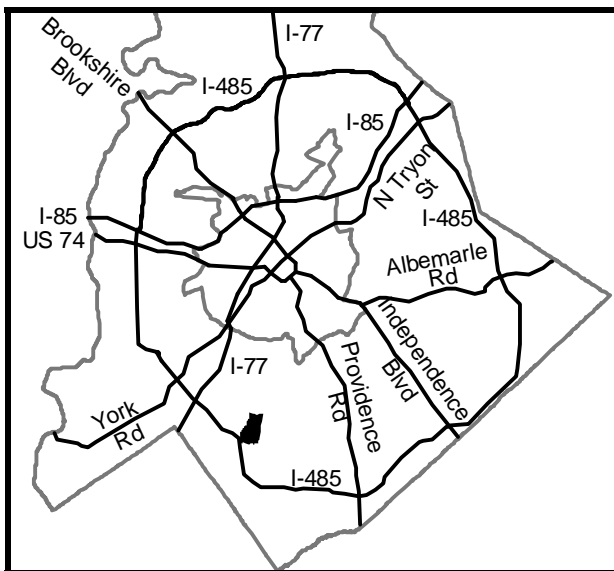 I-77
Brookshire
Blvd
I-485
I-85
N Tryon
St
I-85
US 74
I-485
Albemarle
Rd
Independence
Blvd
Providence
Rd
I-77
York
Rd
I-485